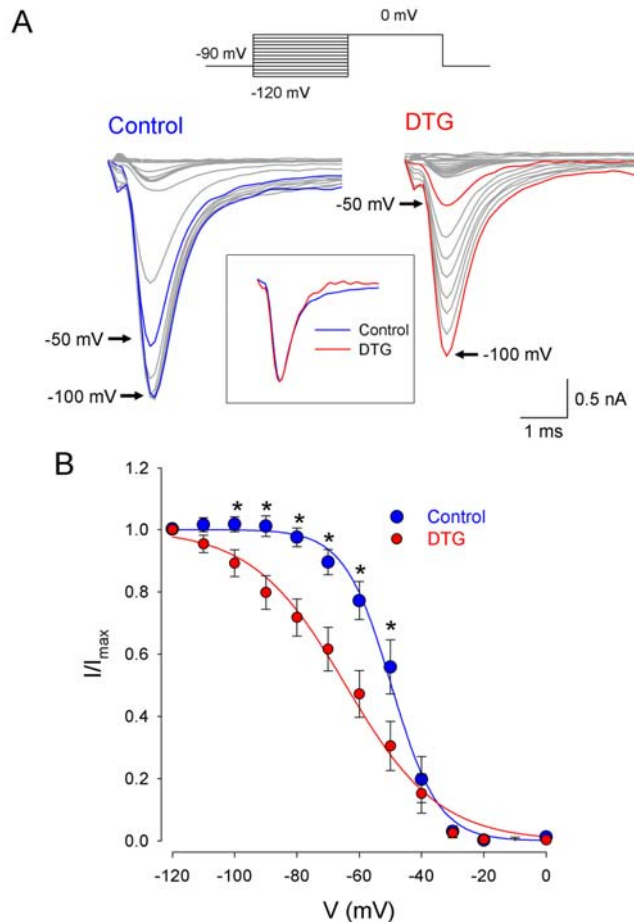 A
0 mV
-90 mV
-120 mV
Control
DTG
-50 mV
-50 mV
Control
DTG
-100 mV
-100 mV
0.5 nA
1 ms
B
1.2
1.0
0.8
0.6
0.4
0.2
0.0
I/Imax
* * * * * *
Control
DTG
-120 -100 -80 -60 -40 -20 0
V (mV)